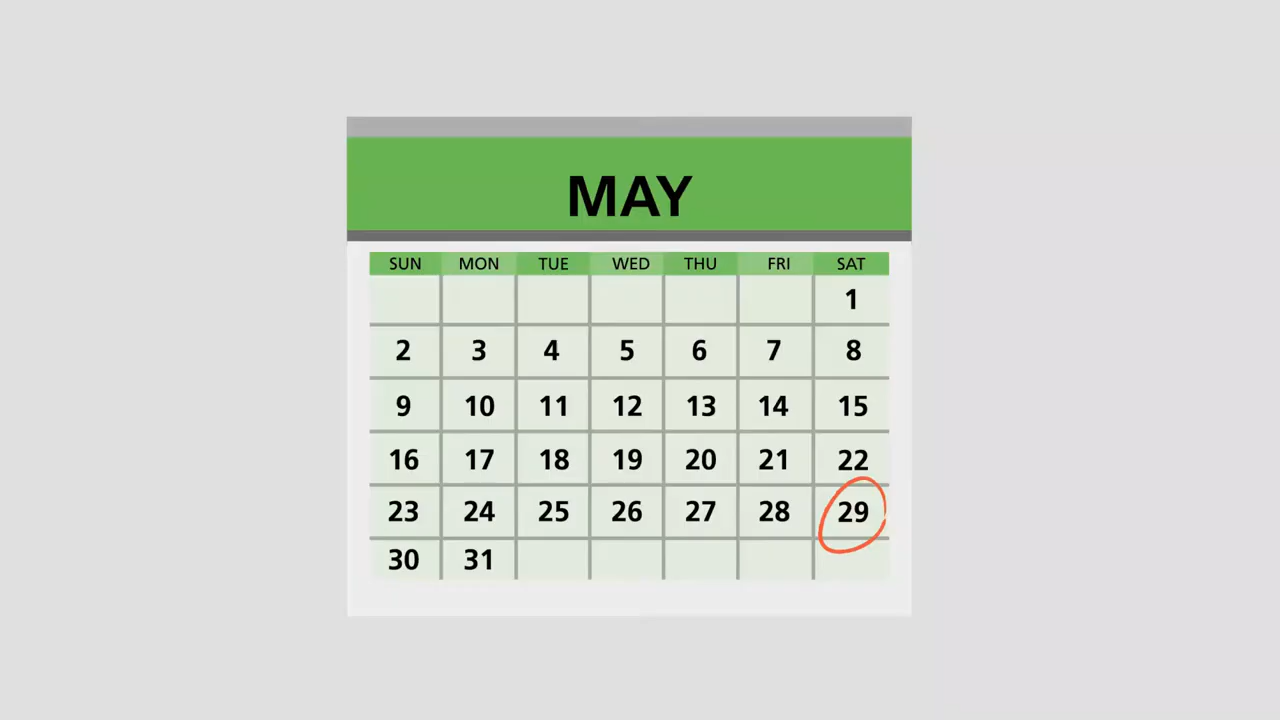 MAY
SUN MON TUE WED THU FRI SAT
1
2 3 4 5 6 7 8
9 10 11 12 13 14 15
16 17 18 19 20 21 22
23 24 25 26 27 28 29
30 31